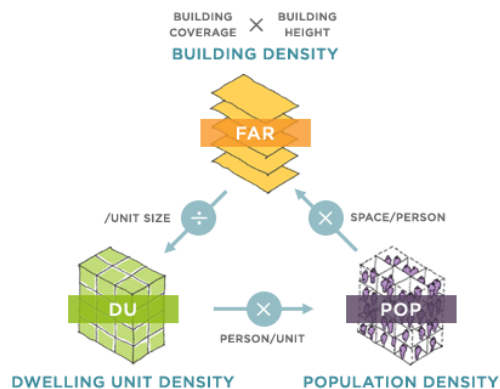 BUILDING COVERAGE × BUILDING HEIGHT
BUILDING DENSITY
FAR
/UNIT SIZE ÷
× SPACE/PERSON
DU
×
POP
PERSON/UNIT
DWELLING UNIT DENSITY
POPULATION DENSITY